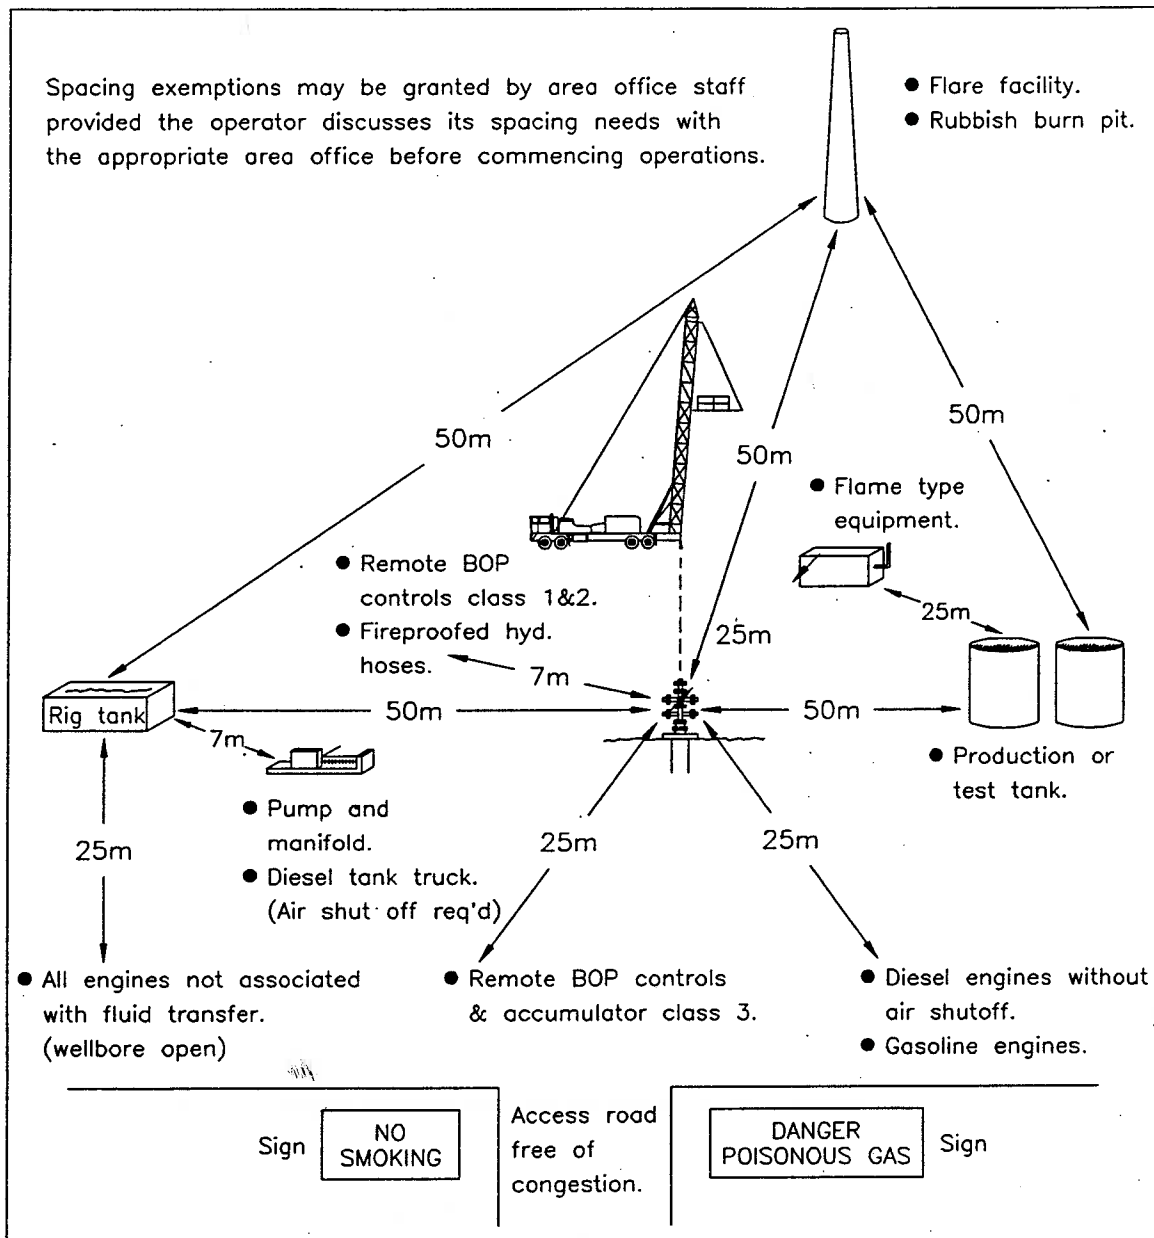 Spacing exemptions may be granted by area office staff
provided the operator discusses its spacing needs with
the appropriate area office before commencing operations.
● Flare facility.
● Rubbish burn pit.
50m
50m
50m
● Flame type
equipment.
25m
● Remote BOP
controls class 1&2.
● Fireproofed hyd.
hoses.
7m
25m
Rig tank
50m
50m
7m
● Production or
test tank.
● Pump and
manifold.
● Diesel tank truck.
(Air shut off req'd)
25m
25m
25m
● All engines not associated
with fluid transfer.
(wellbore open)
● Remote BOP controls
& accumulator class 3.
● Diesel engines without
air shutoff.
● Gasoline engines.
Sign
NO
SMOKING
Access road
free of
congestion.
DANGER
POISONOUS GAS
Sign